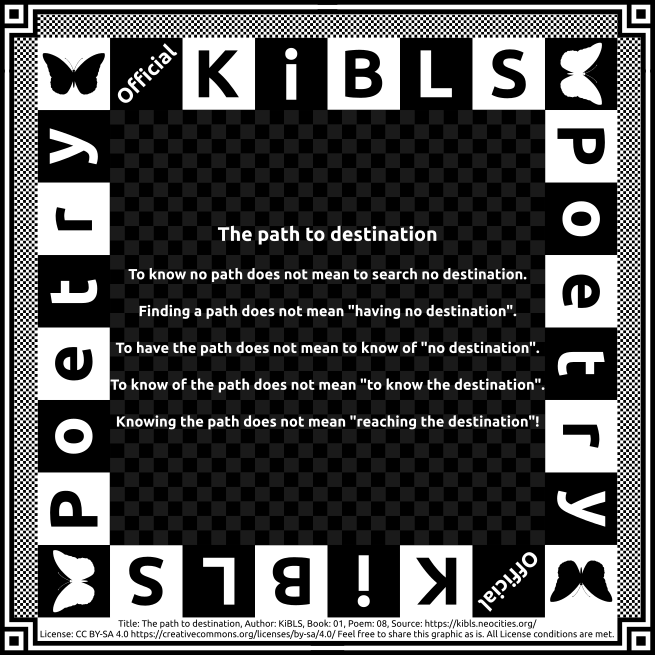 Official KiBLS
Poetry
Poetry
The path to destination
To know no path does not mean to search no destination.
Finding a path does not mean "having no destination".
To have the path does not mean to know of "no destination".
To know of the path does not mean "to know the destination".
Knowing the path does not mean "reaching the destination"!
Official KiBLS
Title: The path to destination, Author: KiBLS, Book: 01, Poem: 08, Source: https://kibls.neocities.org/
License: CC BY-SA 4.0 https://creativecommons.org/licenses/by-sa/4.0/ Feel free to share this graphic as is. All License conditions are met.